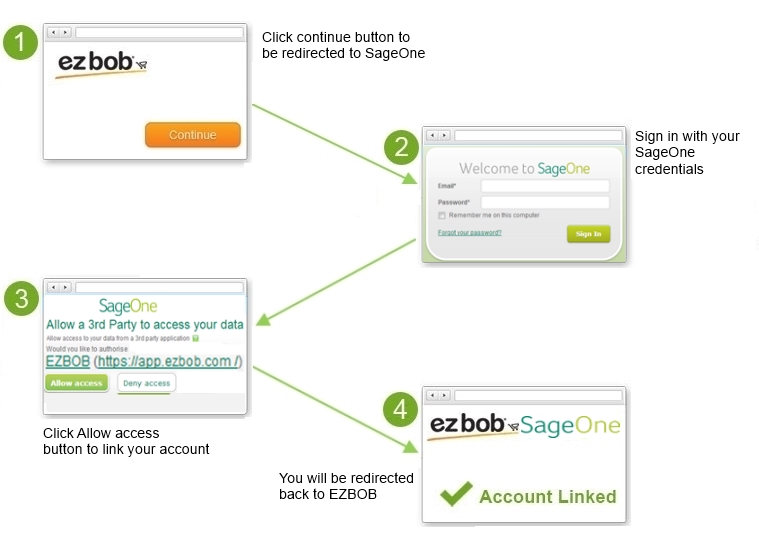 1
ezbob
Continue
Click continue button to
be redirected to SageOne
2
Welcome to SageOne
Email*
Password*
Remember me on this computer
Forgot your password?
Sign In
Sign in with your
SageOne
credentials
3
SageOne
Allow a 3rd Party to access your data
Allow access to your data from a 3rd party application ?
Would you like to authorise
EZBOB (https://app.ezbob.com /)
Allow access
Deny access
Click Allow access
button to link your account
4
ezbob SageOne
Account Linked
You will be redirected
back to EZBOB